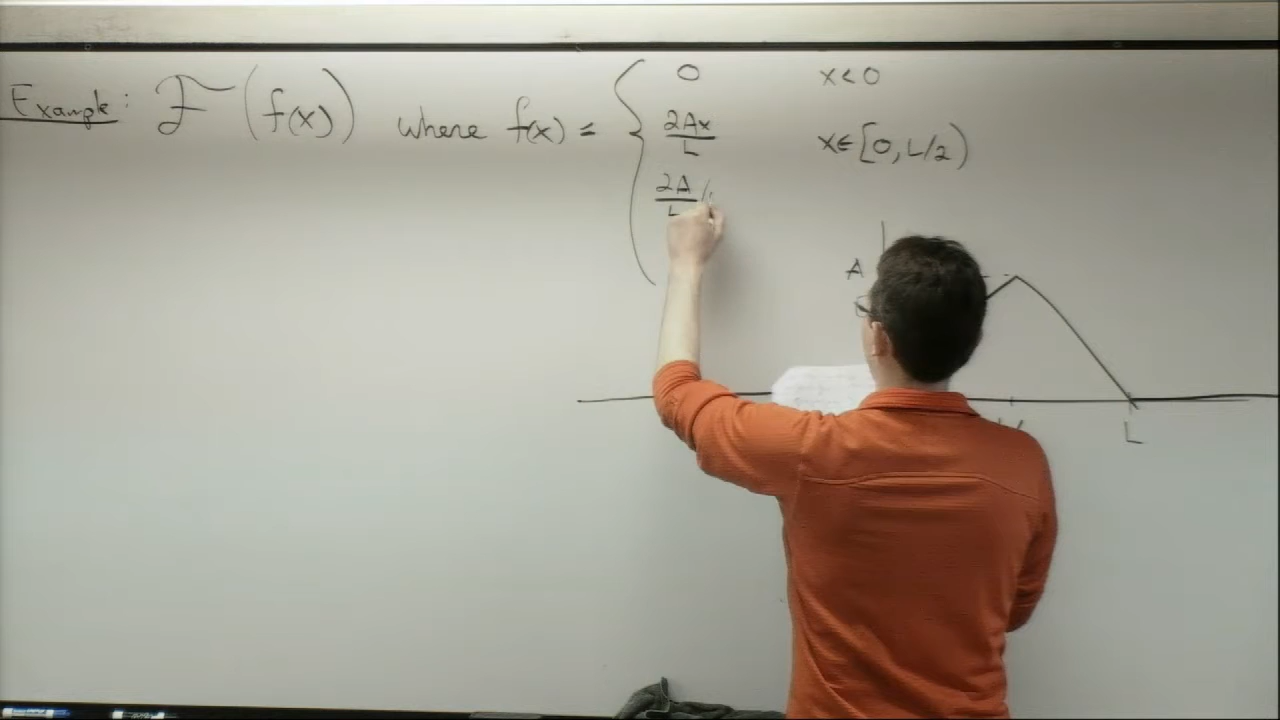 Example: F(f(x)) where f(x) = { 0 x<0
2Ax/L x∈[0, L/2)
2A/L (
A
L